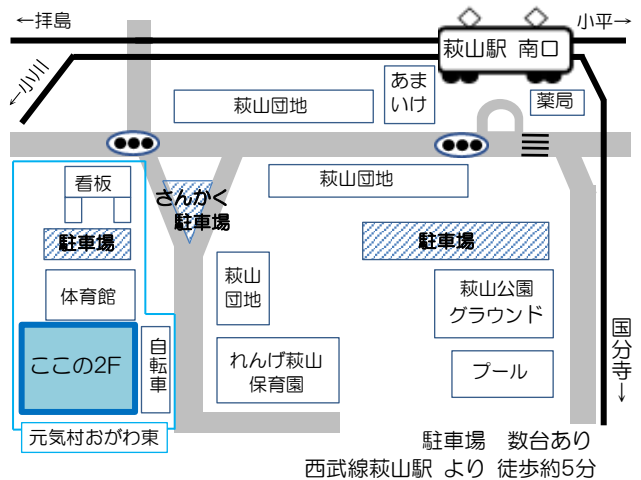 ←拝島
小平→
萩山駅 南口
←小川
あま
いけ
薬局
萩山団地
萩山団地
看板
さんかく
駐車場
駐車場
駐車場
体育館
萩山
団地
萩山公園
グラウンド
国分寺→
ここの2F
自転車
れんげ萩山
保育園
プール
元気村おがわ東
駐車場 数台あり
西武線萩山駅 より 徒歩約5分